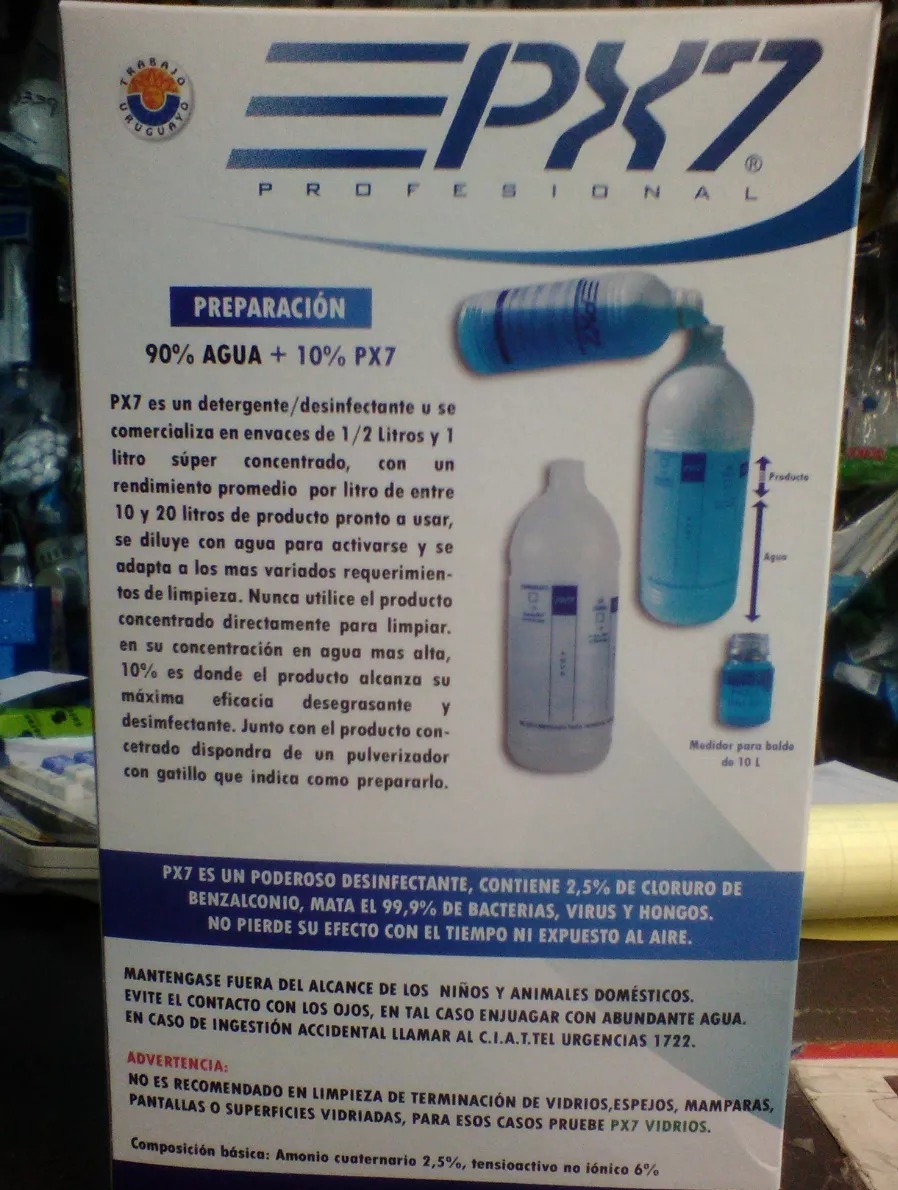 TRABAJO
URUGUAYO
PX7®
PROFESIONAL
PREPARACIÓN
90% AGUA + 10% PX7
PX7 es un detergente/desinfectante u se
comercializa en envaces de 1/2 Litros y 1
litro súper concentrado, con un
rendimiento promedio por litro de entre
10 y 20 litros de producto pronto a usar,
se diluye con agua para activarse y se
adapta a los mas variados requerimien-
tos de limpieza. Nunca utilice el producto
concentrado directamente para limpiar.
en su concentración en agua mas alta,
10% es donde el producto alcanza su
máxima eficacia desegrasante y
desimfectante. Junto con el producto con-
cetrado dispondra de un pulverizador
con gatillo que indica como prepararlo.
PX7
Producto
Agua
Medidor para balde
de 10 L
PX7 ES UN PODEROSO DESINFECTANTE, CONTIENE 2,5% DE CLORURO DE
BENZALCONIO, MATA EL 99,9% DE BACTERIAS, VIRUS Y HONGOS.
NO PIERDE SU EFECTO CON EL TIEMPO NI EXPUESTO AL AIRE.
MANTENGASE FUERA DEL ALCANCE DE LOS NIÑOS Y ANIMALES DOMÉSTICOS.
EVITE EL CONTACTO CON LOS OJOS, EN TAL CASO ENJUAGAR CON ABUNDANTE AGUA.
EN CASO DE INGESTIÓN ACCIDENTAL LLAMAR AL C.I.A.T.TEL URGENCIAS 1722.
ADVERTENCIA:
NO ES RECOMENDADO EN LIMPIEZA DE TERMINACIÓN DE VIDRIOS,ESPEJOS, MAMPARAS,
PANTALLAS O SUPERFICIES VIDRIADAS, PARA ESOS CASOS PRUEBE PX7 VIDRIOS.
Composición básica: Amonio cuaternario 2,5%, tensioactivo no iónico 6%